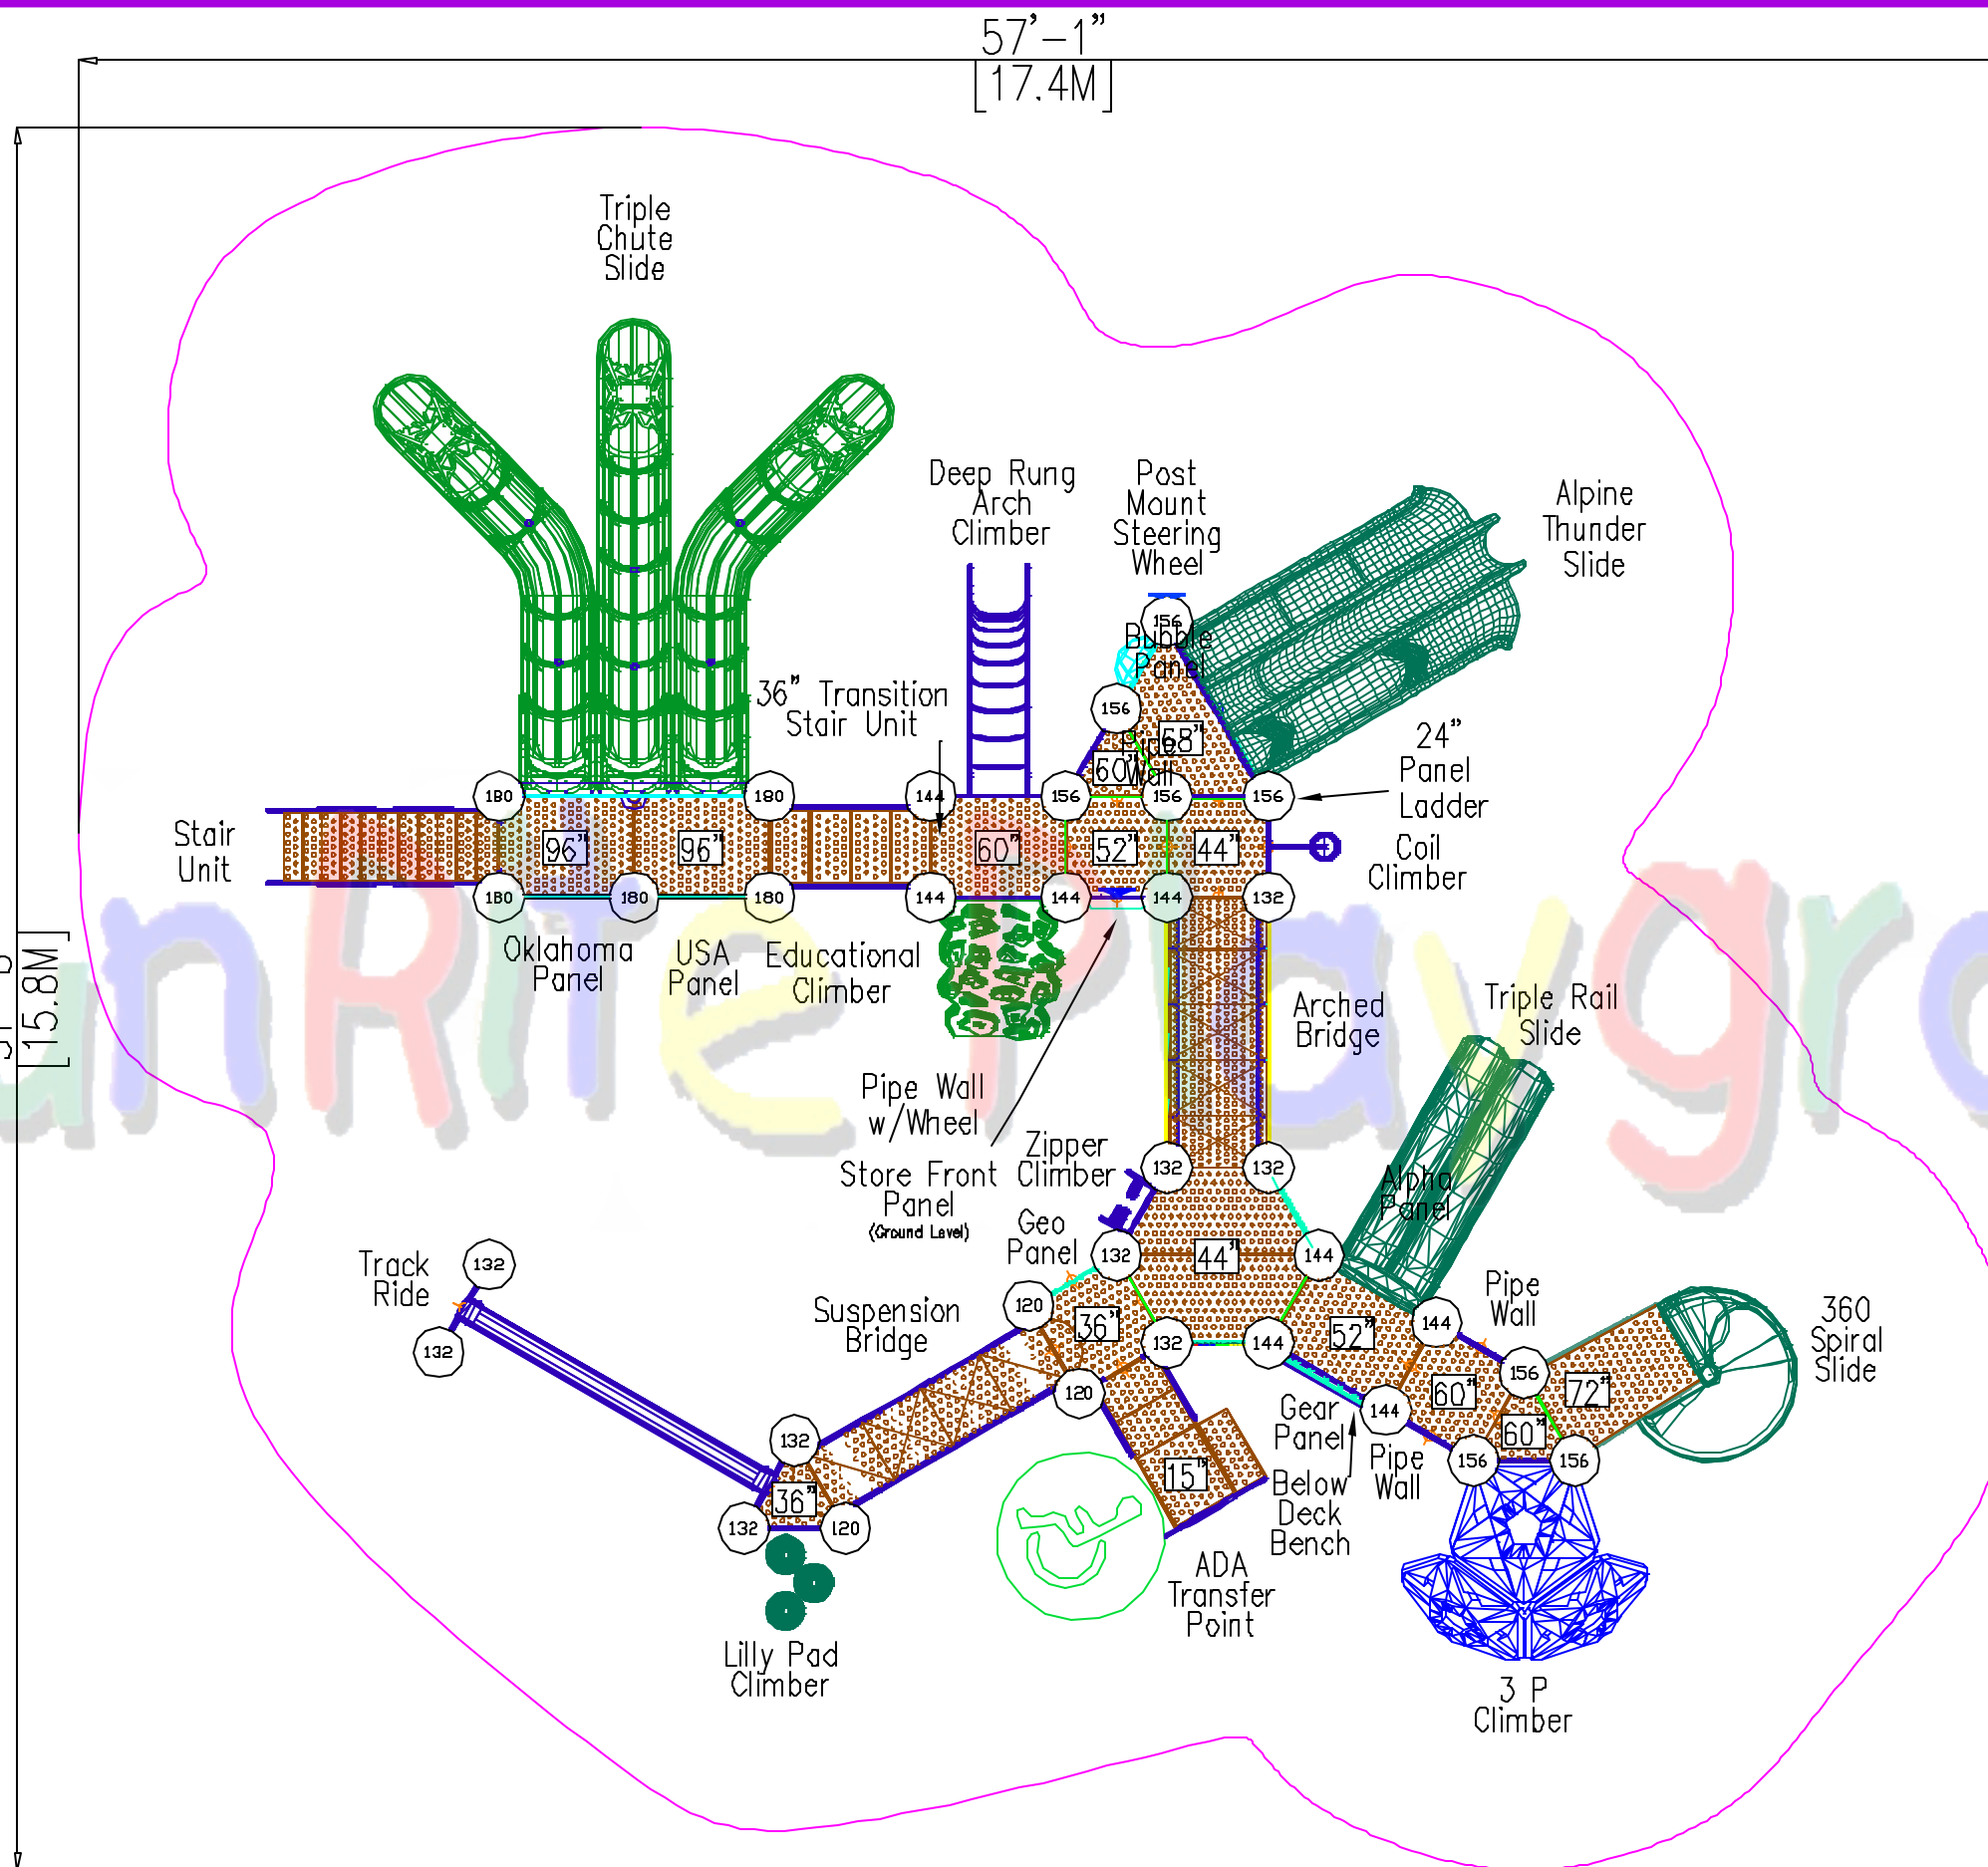 57'-1"
[17.4M]
Triple
Chute
Slide
Deep Rung
Arch
Climber
Post
Mount
Steering
Wheel
Alpine
Thunder
Slide
156
Bubble
Panel
36" Transition
Stair Unit
156
68"
Pipe
Wall
60"
24"
Panel
Ladder
180
180
144
156
156
156
Stair
Unit
96"
96"
60"
52"
44"
Coil
Climber
180
180
180
144
144
144
132
Oklahoma
Panel
USA
Panel
Educational
Climber
[15.8M]
Arched
Bridge
Triple Rail
Slide
Pipe Wall
w/Wheel
Zipper
Climber
Store Front
Panel
(Ground Level)
132
132
Alpha
Panel
Geo
Panel
132
44"
144
Track
Ride
132
132
Suspension
Bridge
120
36"
132
144
52"
144
Pipe
Wall
360
Spiral
Slide
120
144
60"
156
72"
Gear
Panel
Pipe
Wall
60"
156
156
132
36"
132
120
15"
Below
Deck
Bench
ADA
Transfer
Point
Lilly Pad
Climber
3 P
Climber
unRite Playgro